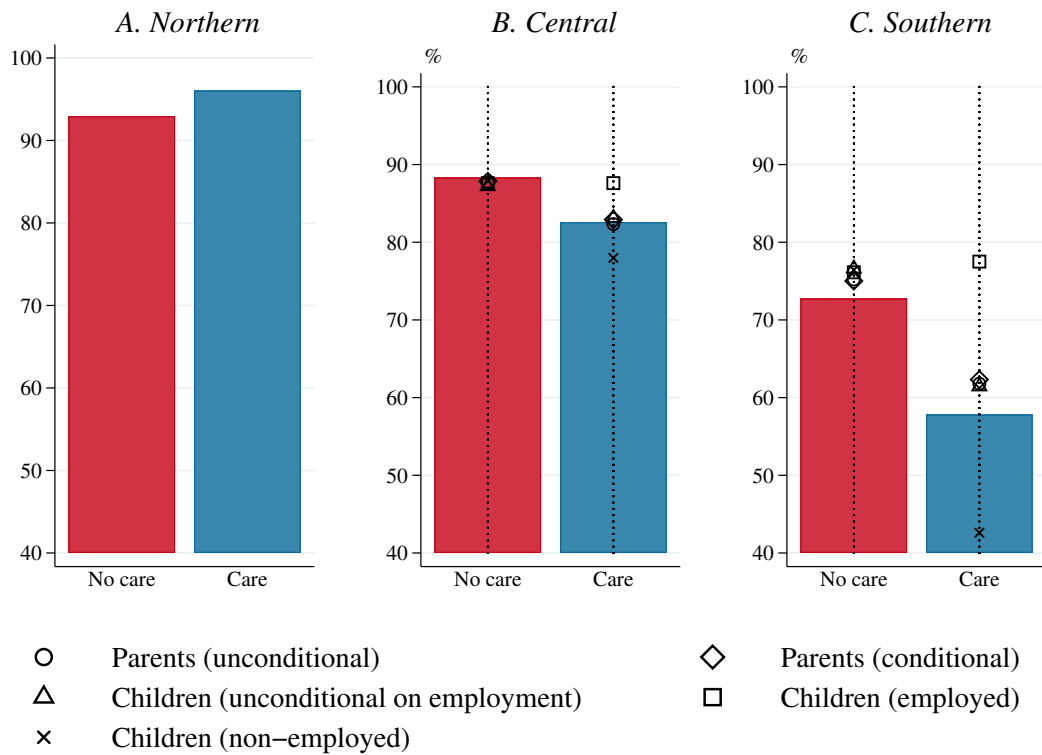 A. Northern
B. Central
C. Southern
%
%
100
90
80
70
60
50
40
No care
Care
100
90
80
70
60
50
40
No care
Care
100
90
80
70
60
50
40
No care
Care
Parents (unconditional)
Parents (conditional)
Children (unconditional on employment)
Children (employed)
Children (non−employed)